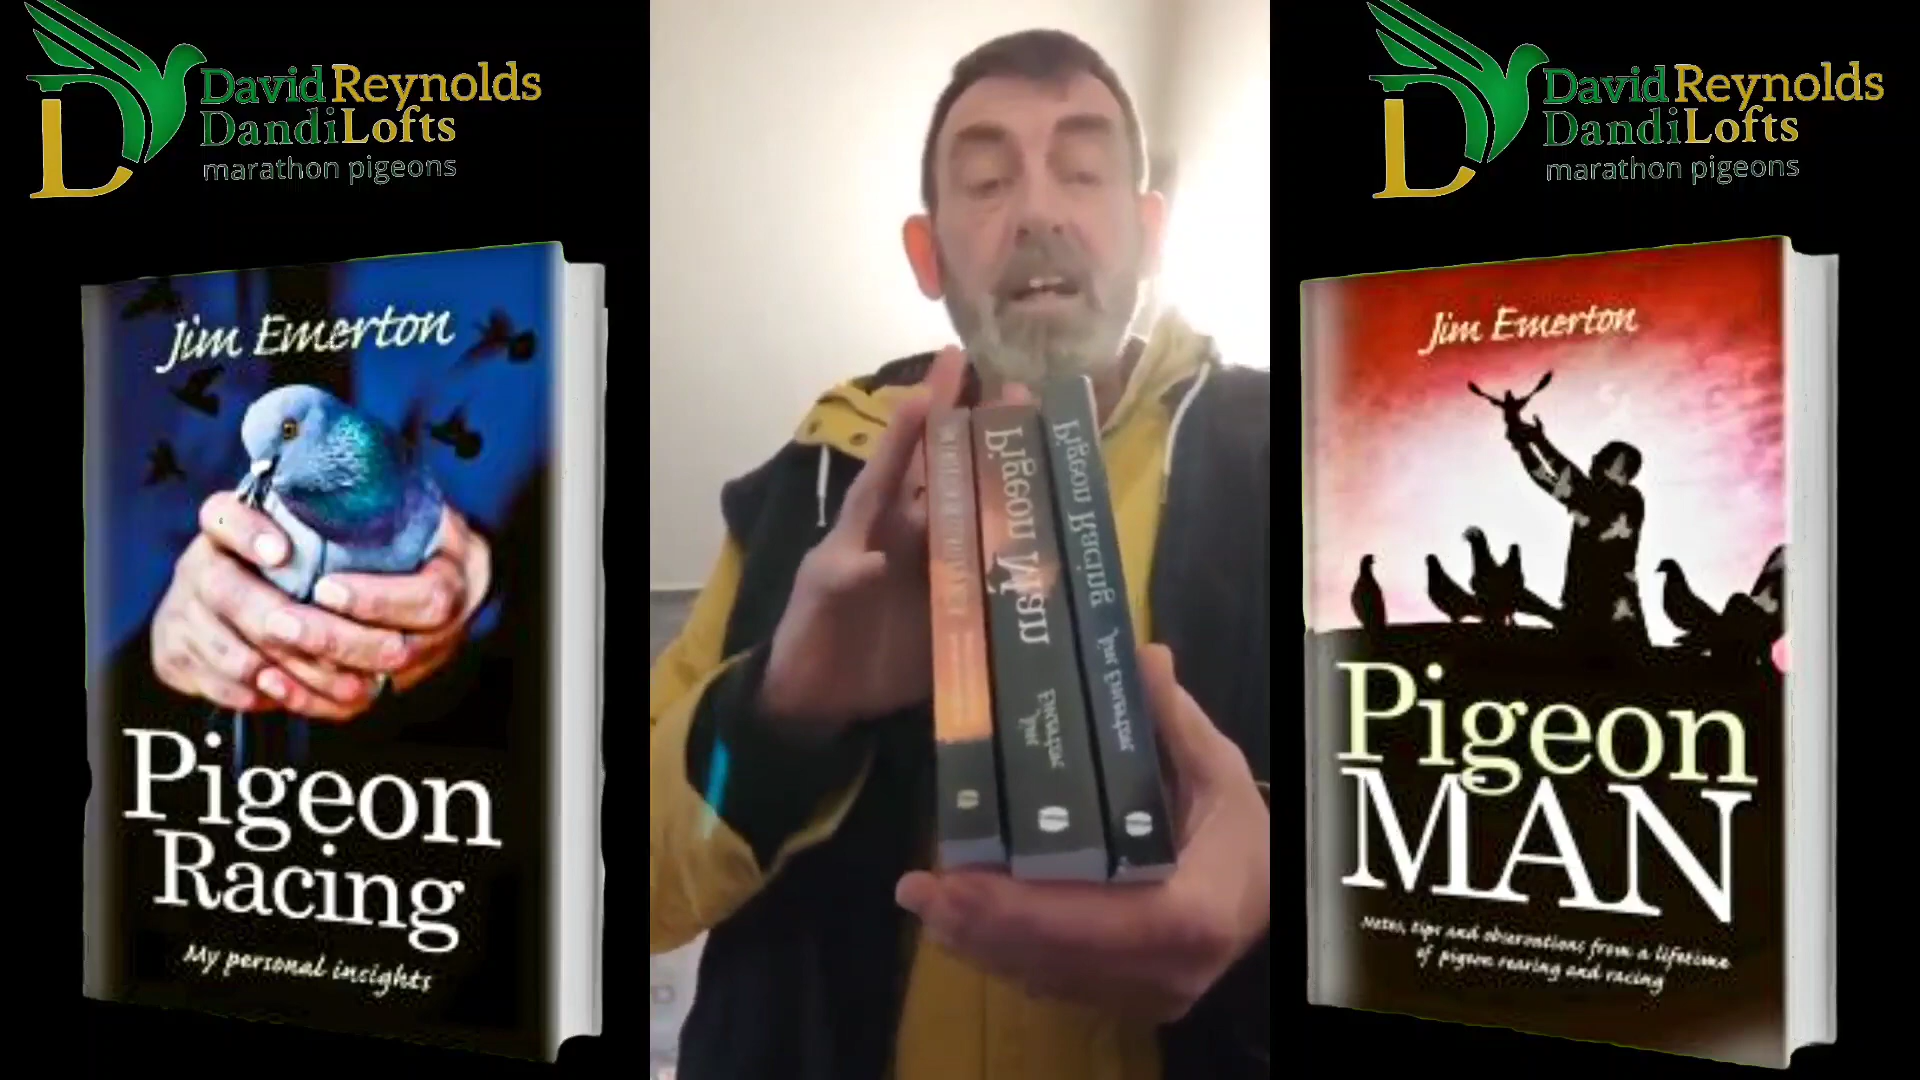 David Reynolds
DandiLofts
marathon pigeons
Jim Emerton
Pigeon
Racing
My personal insights
Pigeon Man
Jim Emerton
Pigeon Racing
Jim Emerton
David Reynolds
DandiLofts
marathon pigeons
Jim Emerton
Pigeon
MAN
Notes, tips and observations from a lifetime
of pigeon rearing and racing